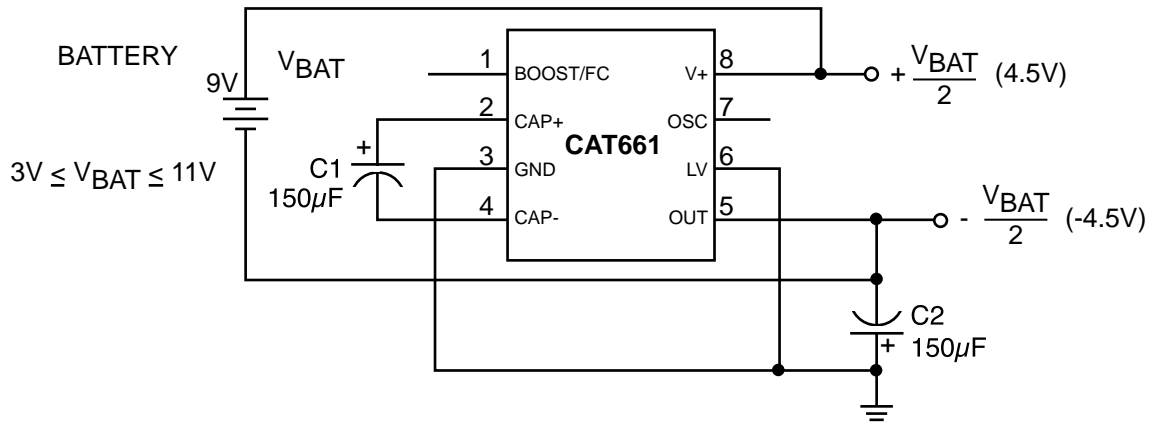 BATTERY
9V
VBAT
3V ≤ VBAT ≤ 11V
C1
150µF
+
1
2
3
4
BOOST/FC
CAP+
GND
CAP-
CAT661
V+
OSC
LV
OUT
8
7
6
5
+ VBAT/2 (4.5V)
- VBAT/2 (-4.5V)
C2
+ 150µF